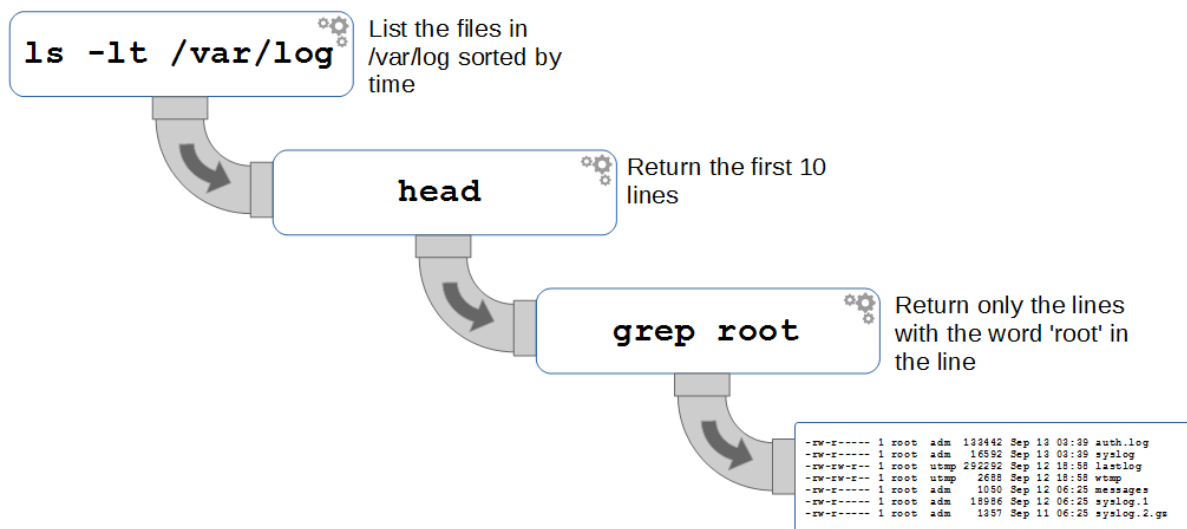 ls -lt /var/log
List the files in
/var/log sorted by
time
head
Return the first 10
lines
grep root
Return only the lines
with the word 'root' in
the line
-rw-r----- 1 root  adm  133442 Sep 13 03:39 auth.log
-rw-r----- 1 root  adm   16592 Sep 13 03:39 syslog
-rw-rw-r-- 1 root  utmp 292292 Sep 12 18:58 lastlog
-rw-rw-r-- 1 root  utmp   2688 Sep 12 18:58 wtmp
-rw-r----- 1 root  adm    1050 Sep 12 06:25 messages
-rw-r----- 1 root  adm   18986 Sep 12 06:25 syslog.1
-rw-r----- 1 root  adm    1357 Sep 11 06:25 syslog.2.gz